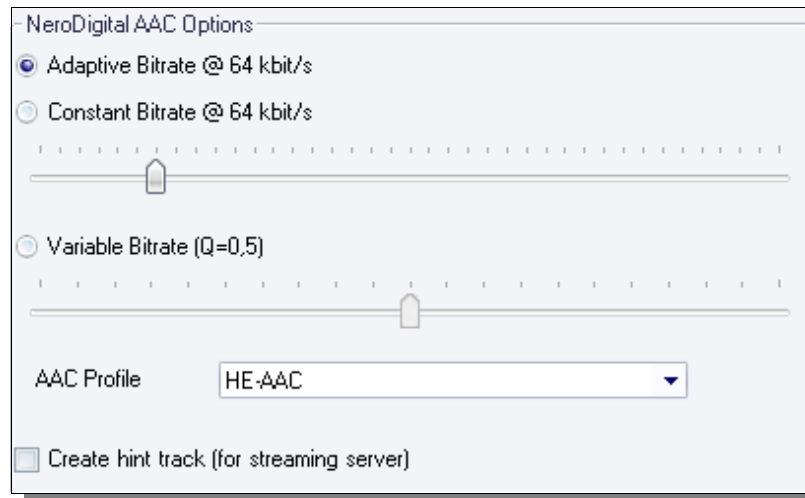 NeroDigital AAC Options
Adaptive Bitrate @ 64 kbit/s
Constant Bitrate @ 64 kbit/s
Variable Bitrate (Q=0,5)
AAC Profile HE-AAC
Create hint track (for streaming server)